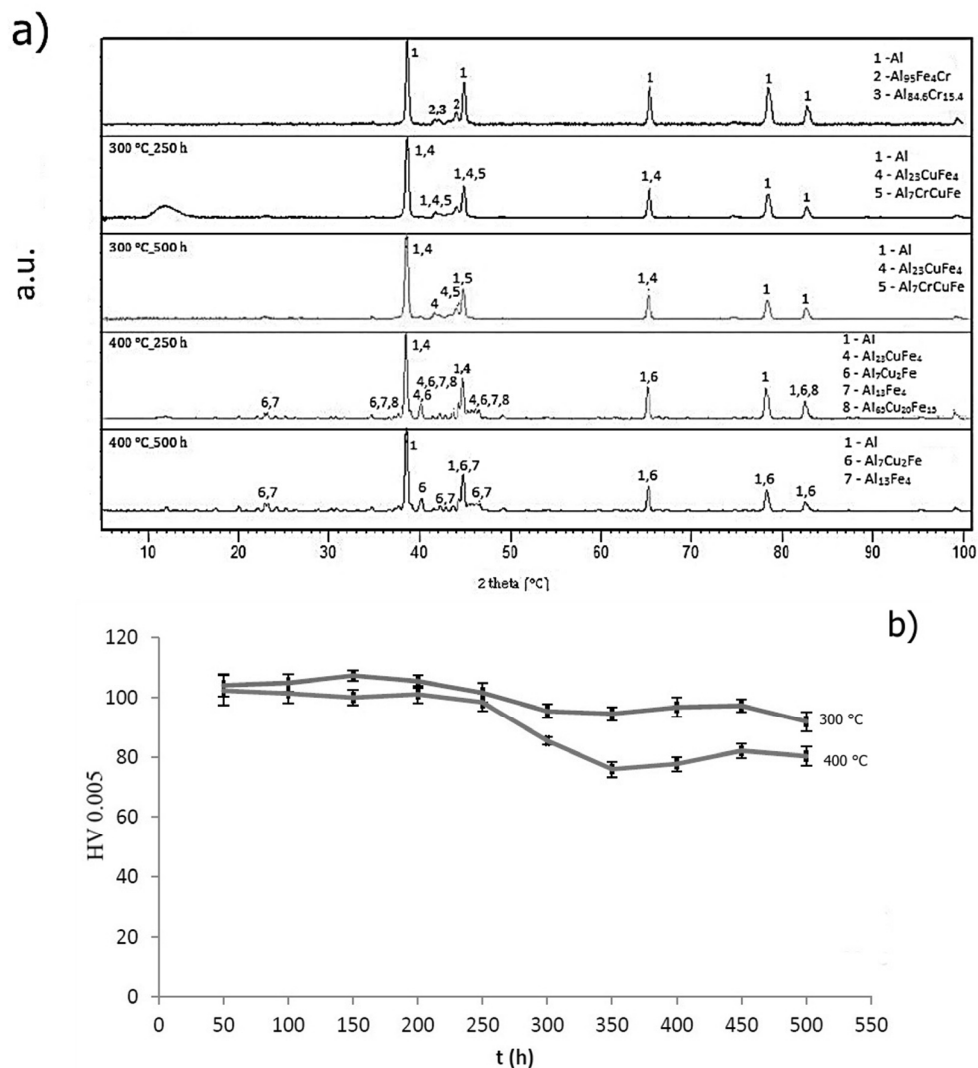 a)
a.u.
1 1 1 1 1
2,3 2
1 - Al
2 - Al95Fe4Cr
3 - Al84.6Cr15.4
300 °C_250 h
1,4 1,4,5 1,4,5 1,4 1 1
1 - Al
4 - Al23CuFe4
5 - Al7CrCuFe
300 °C_500 h
1,4 4 4,5 1,5 1,4 1 1
1 - Al
4 - Al23CuFe4
5 - Al7CrCuFe
400 °C_250 h
6,7 6,7,8 1,4 4,6 4,6,7,8 1,4 4,6,7,8 1,6 1 1,6,8
1 - Al
4 - Al23CuFe4
6 - Al7Cu2Fe
7 - Al13Fe4
8 - Al65Cu20Fe15
400 °C_500 h
6,7 1 6 6,7 1,6,7 6,7 1,6 1,6 1,6
1 - Al
6 - Al7Cu2Fe
7 - Al13Fe4
10 20 30 40 50 60 70 80 90 100
2 theta [°C]
b)
120
100
80
60
40
20
0
HV 0.005
300 °C
400 °C
0 50 100 150 200 250 300 350 400 450 500 550
t (h)